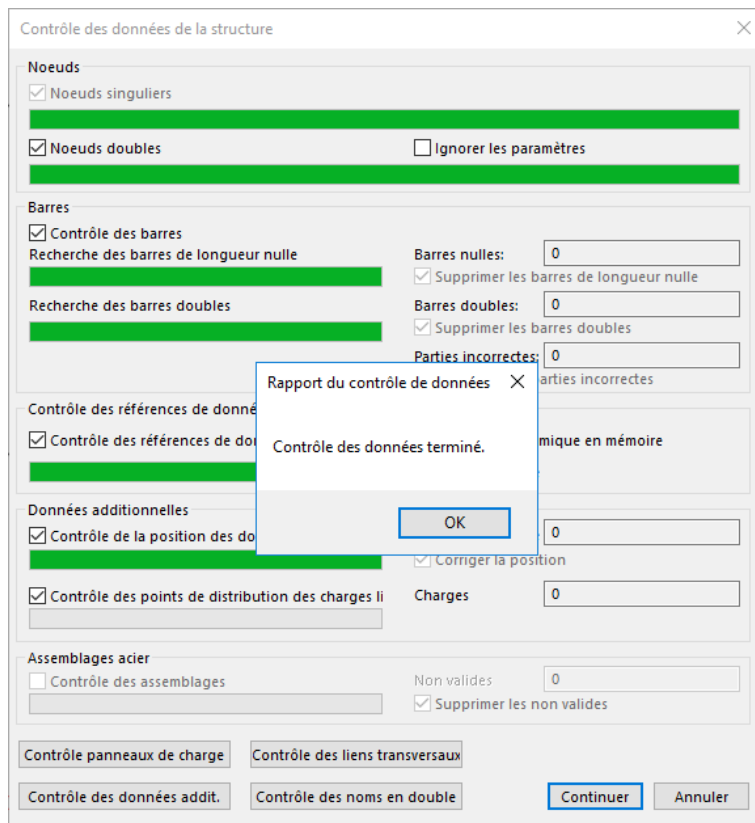 Contrôle des données de la structure
Noeuds
Noeuds singuliers
Noeuds doubles
Ignorer les paramètres
Barres
Contrôle des barres
Recherche des barres de longueur nulle
Barres nulles: 0
Supprimer les barres de longueur nulle
Recherche des barres doubles
Barres doubles: 0
Supprimer les barres doubles
Parties incorrectes: 0
arties incorrectes
Rapport du contrôle de données
Contrôle des données terminé.
OK
Contrôle des références de donné
Contrôle des références de do
mique en mémoire
Données additionnelles
Contrôle de la position des do
0
Corriger la position
Contrôle des points de distribution des charges li
Charges 0
Assemblages acier
Contrôle des assemblages
Non valides 0
Supprimer les non valides
Contrôle panneaux de charge
Contrôle des liens transversaux
Contrôle des données addit.
Contrôle des noms en double
Continuer
Annuler